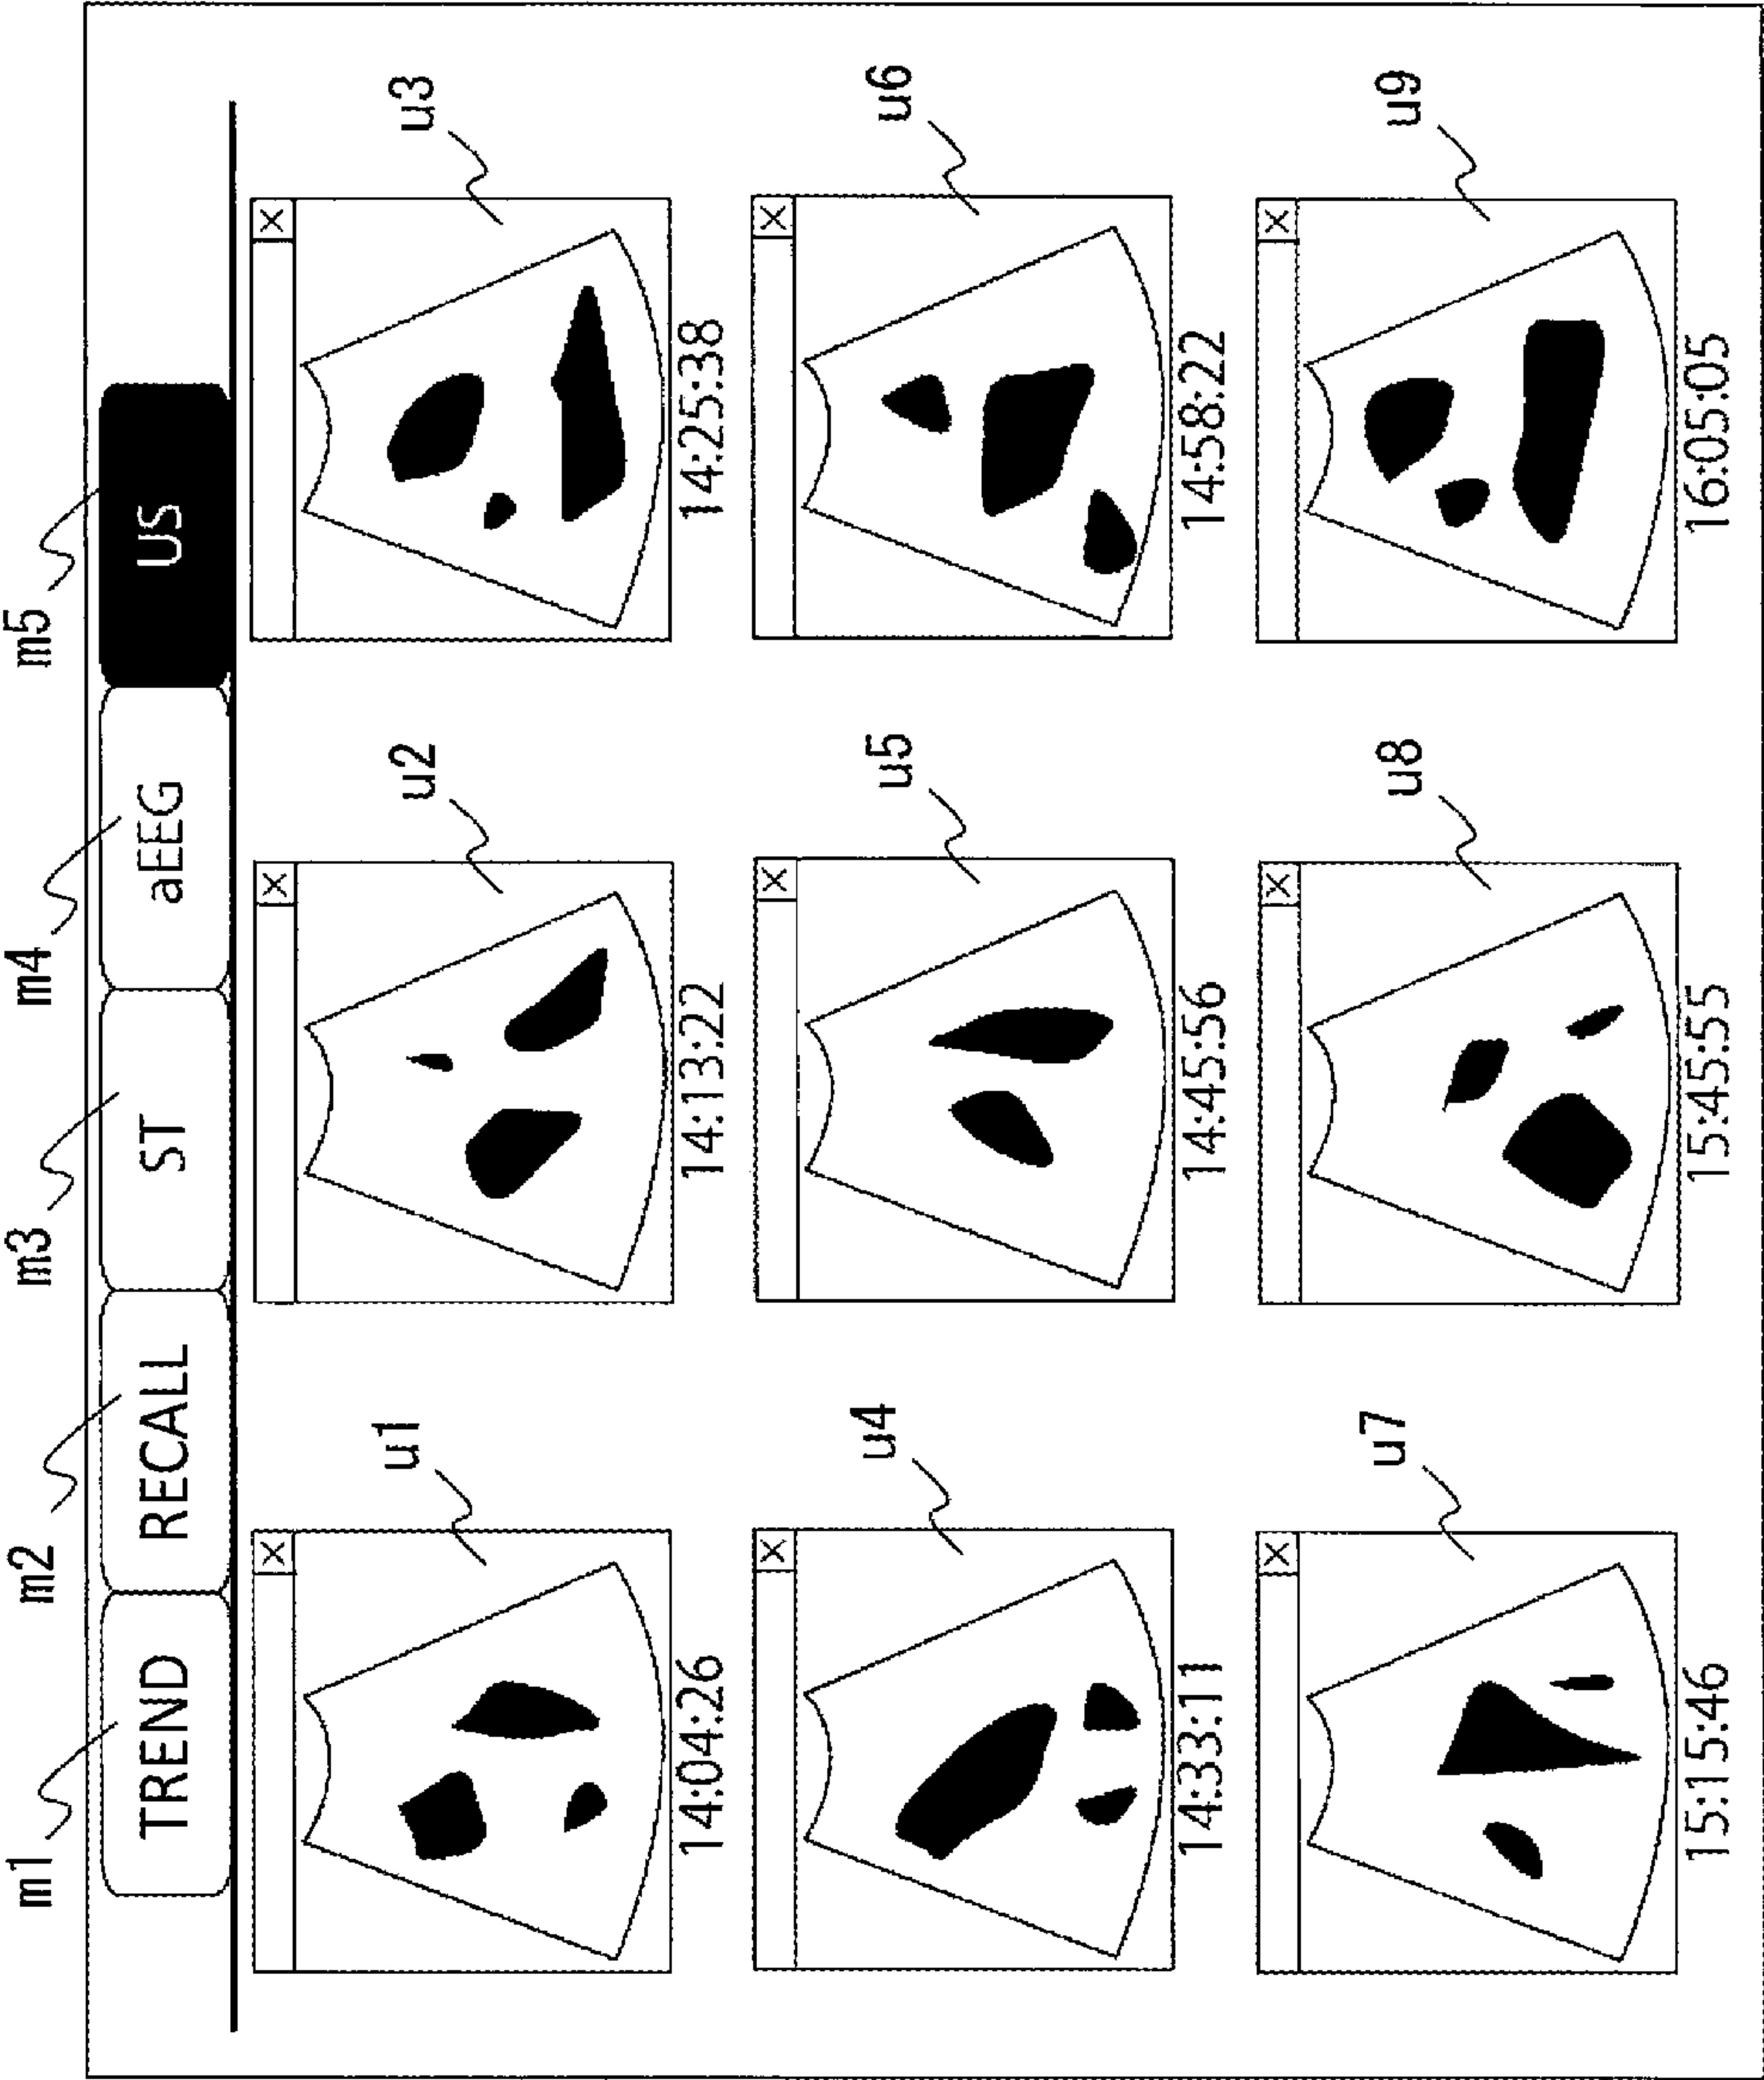 m1 m2 m3 m4 m5
TREND RECALL ST aEEG US
u1 u2 u3
X X X
14:04:26 14:13:22 14:25:38
u4 u5 u6
X X X
14:33:11 14:45:56 14:58:22
u7 u8 u9
X X X
15:15:46 15:45:55 16:05:05